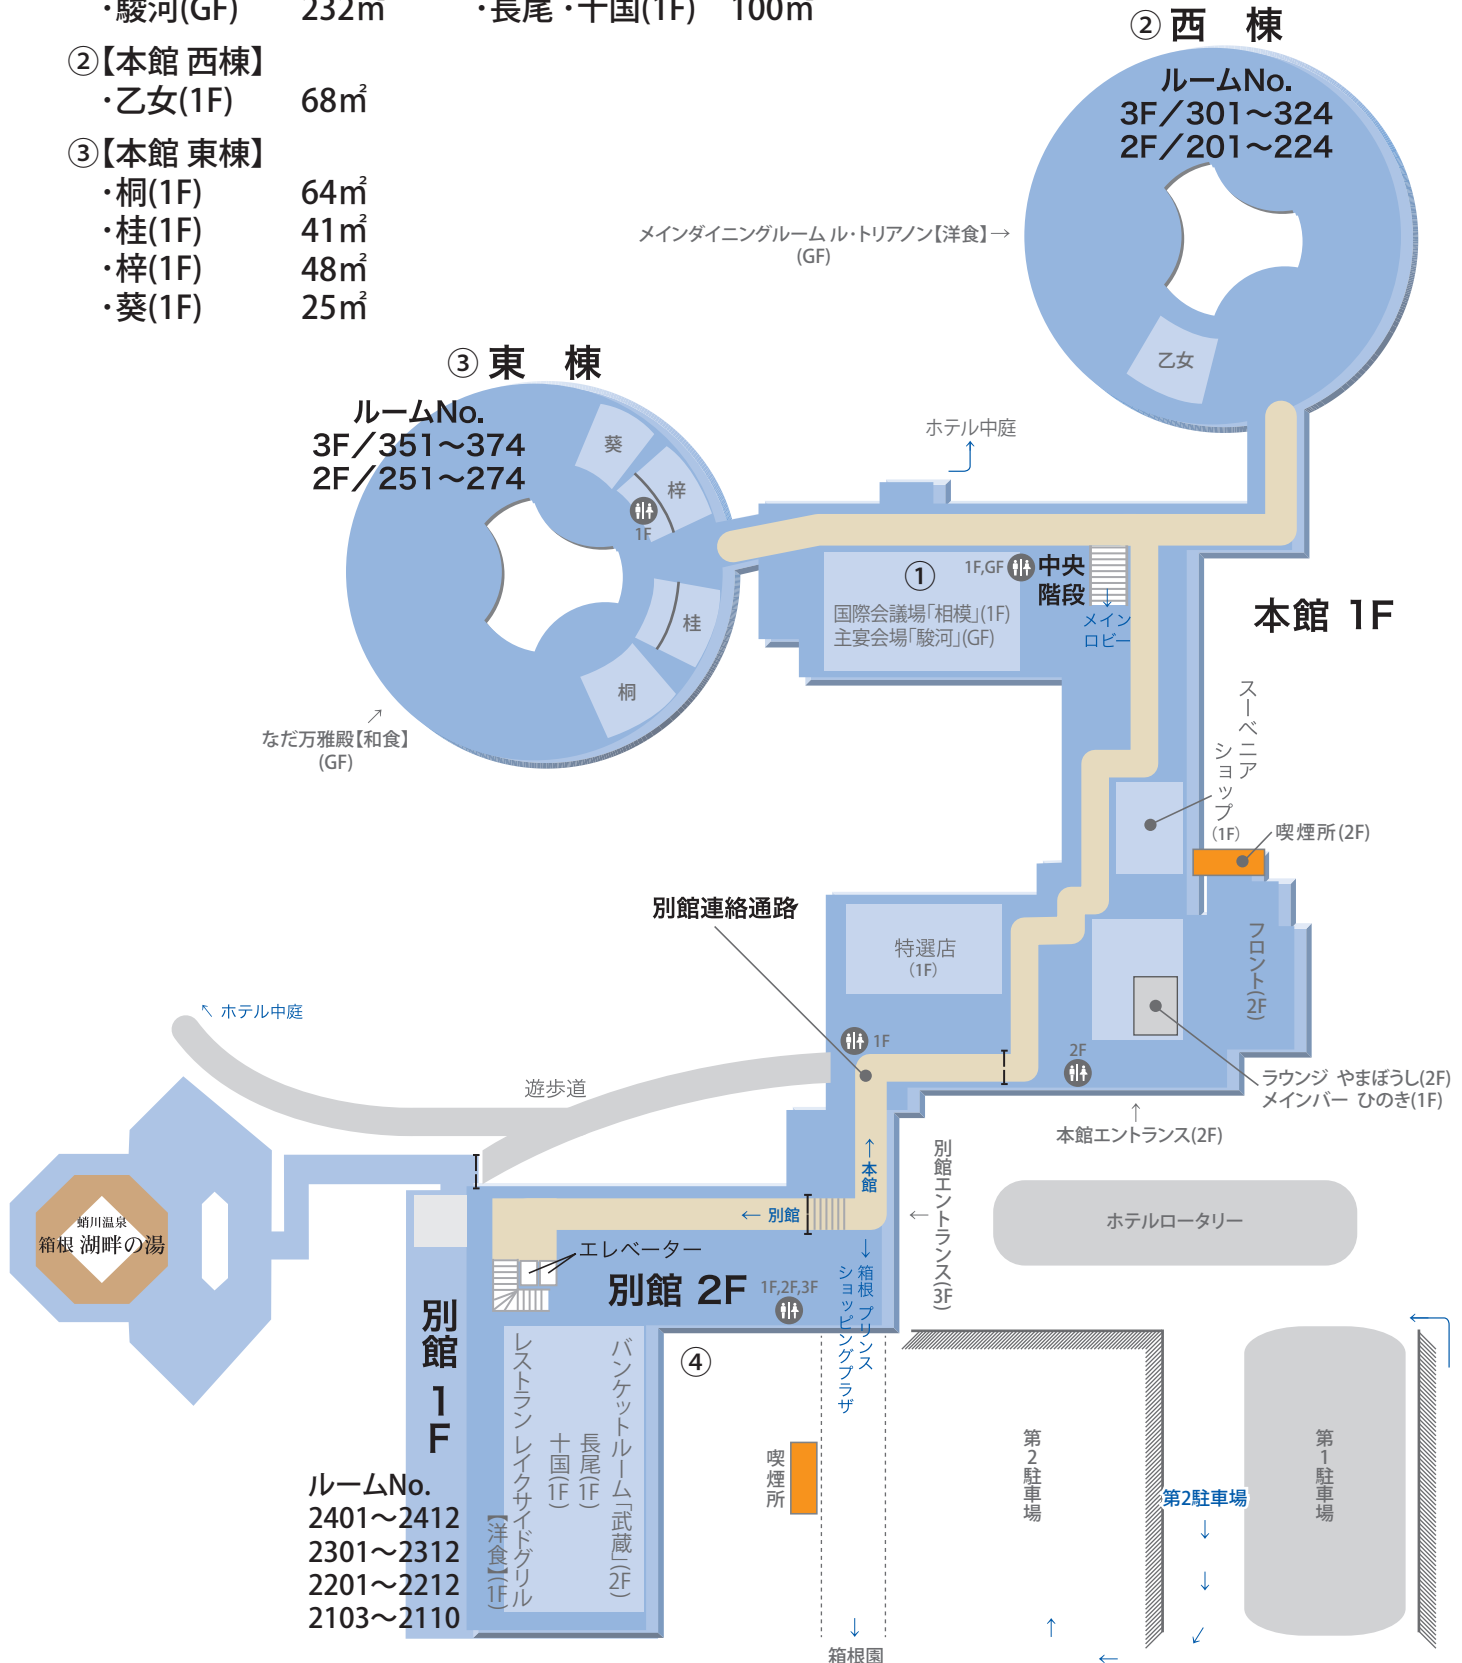 ・駿河(GF) 232㎡ ・長尾・十国(1F) 100㎡
②【本館 西棟】
・乙女(1F) 68㎡
③【本館 東棟】
・桐(1F) 64㎡
・桂(1F) 41㎡
・梓(1F) 48㎡
・葵(1F) 25㎡
② 西 棟
ルームNo.
3F／301～324
2F／201～224
メインダイニングルーム ル・トリアノン【洋食】→
(GF)
乙女
③ 東 棟
ルームNo.
3F／351～374
2F／251～274
葵
梓
1F
桂
桐
↗
なだ万雅殿【和食】
(GF)
ホテル中庭
①
国際会議場「相模」(1F)
主宴会場「駿河」(GF)
1F,GF
中央
階段
↓
メイン
ロビー
本館 1F
スーベニア
ショップ
(1F)
喫煙所(2F)
別館連絡通路
特選店
(1F)
フロント(2F)
1F
2F
ラウンジ やまぼうし(2F)
メインバー ひのき(1F)
↑
本館エントランス(2F)
↖ ホテル中庭
遊歩道
蛸川温泉
箱根 湖畔の湯
↑本館
← 別館
←
別館エントランス(3F)
ホテルロータリー
エレベーター
別館 2F
1F,2F,3F
↓
箱根 プリンス
ショッピングプラザ
別館
1F
④
バンケットルーム「武蔵」(2F)
長尾(1F)
十国(1F)
レストラン レイクサイドグリル
【洋食】(1F)
ルームNo.
2401～2412
2301～2312
2201～2212
2103～2110
喫煙所
第2駐車場
第2駐車場
↓
↓
↙
第1駐車場
↑
←
↓
箱根園